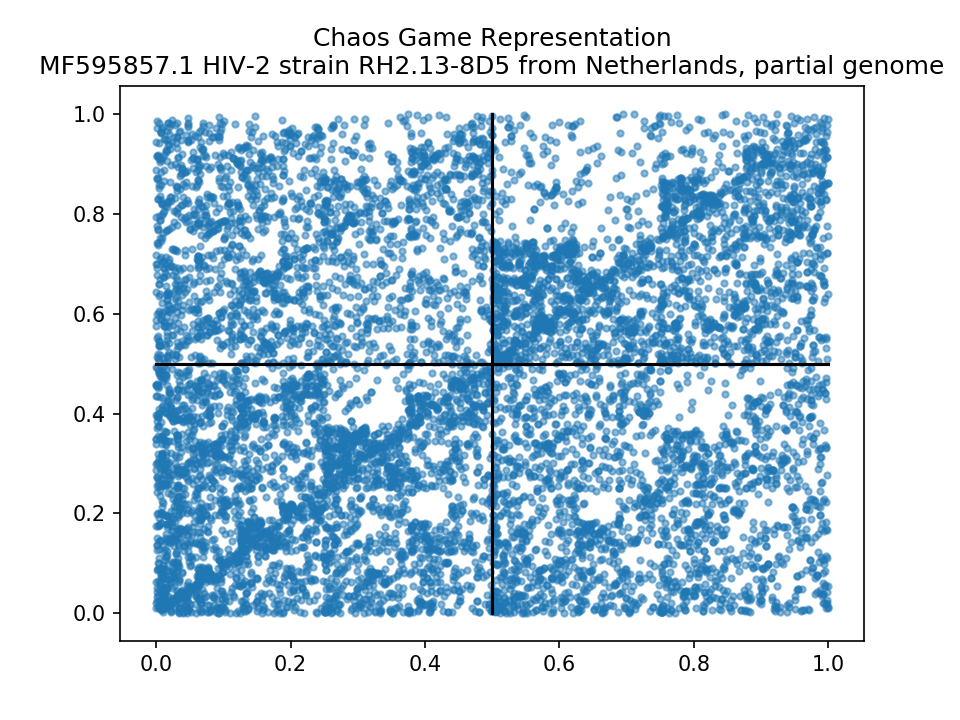 Chaos Game Representation
MF595857.1 HIV-2 strain RH2.13-8D5 from Netherlands, partial genome
1.0
0.8
0.6
0.4
0.2
0.0
0.0 0.2 0.4 0.6 0.8 1.0